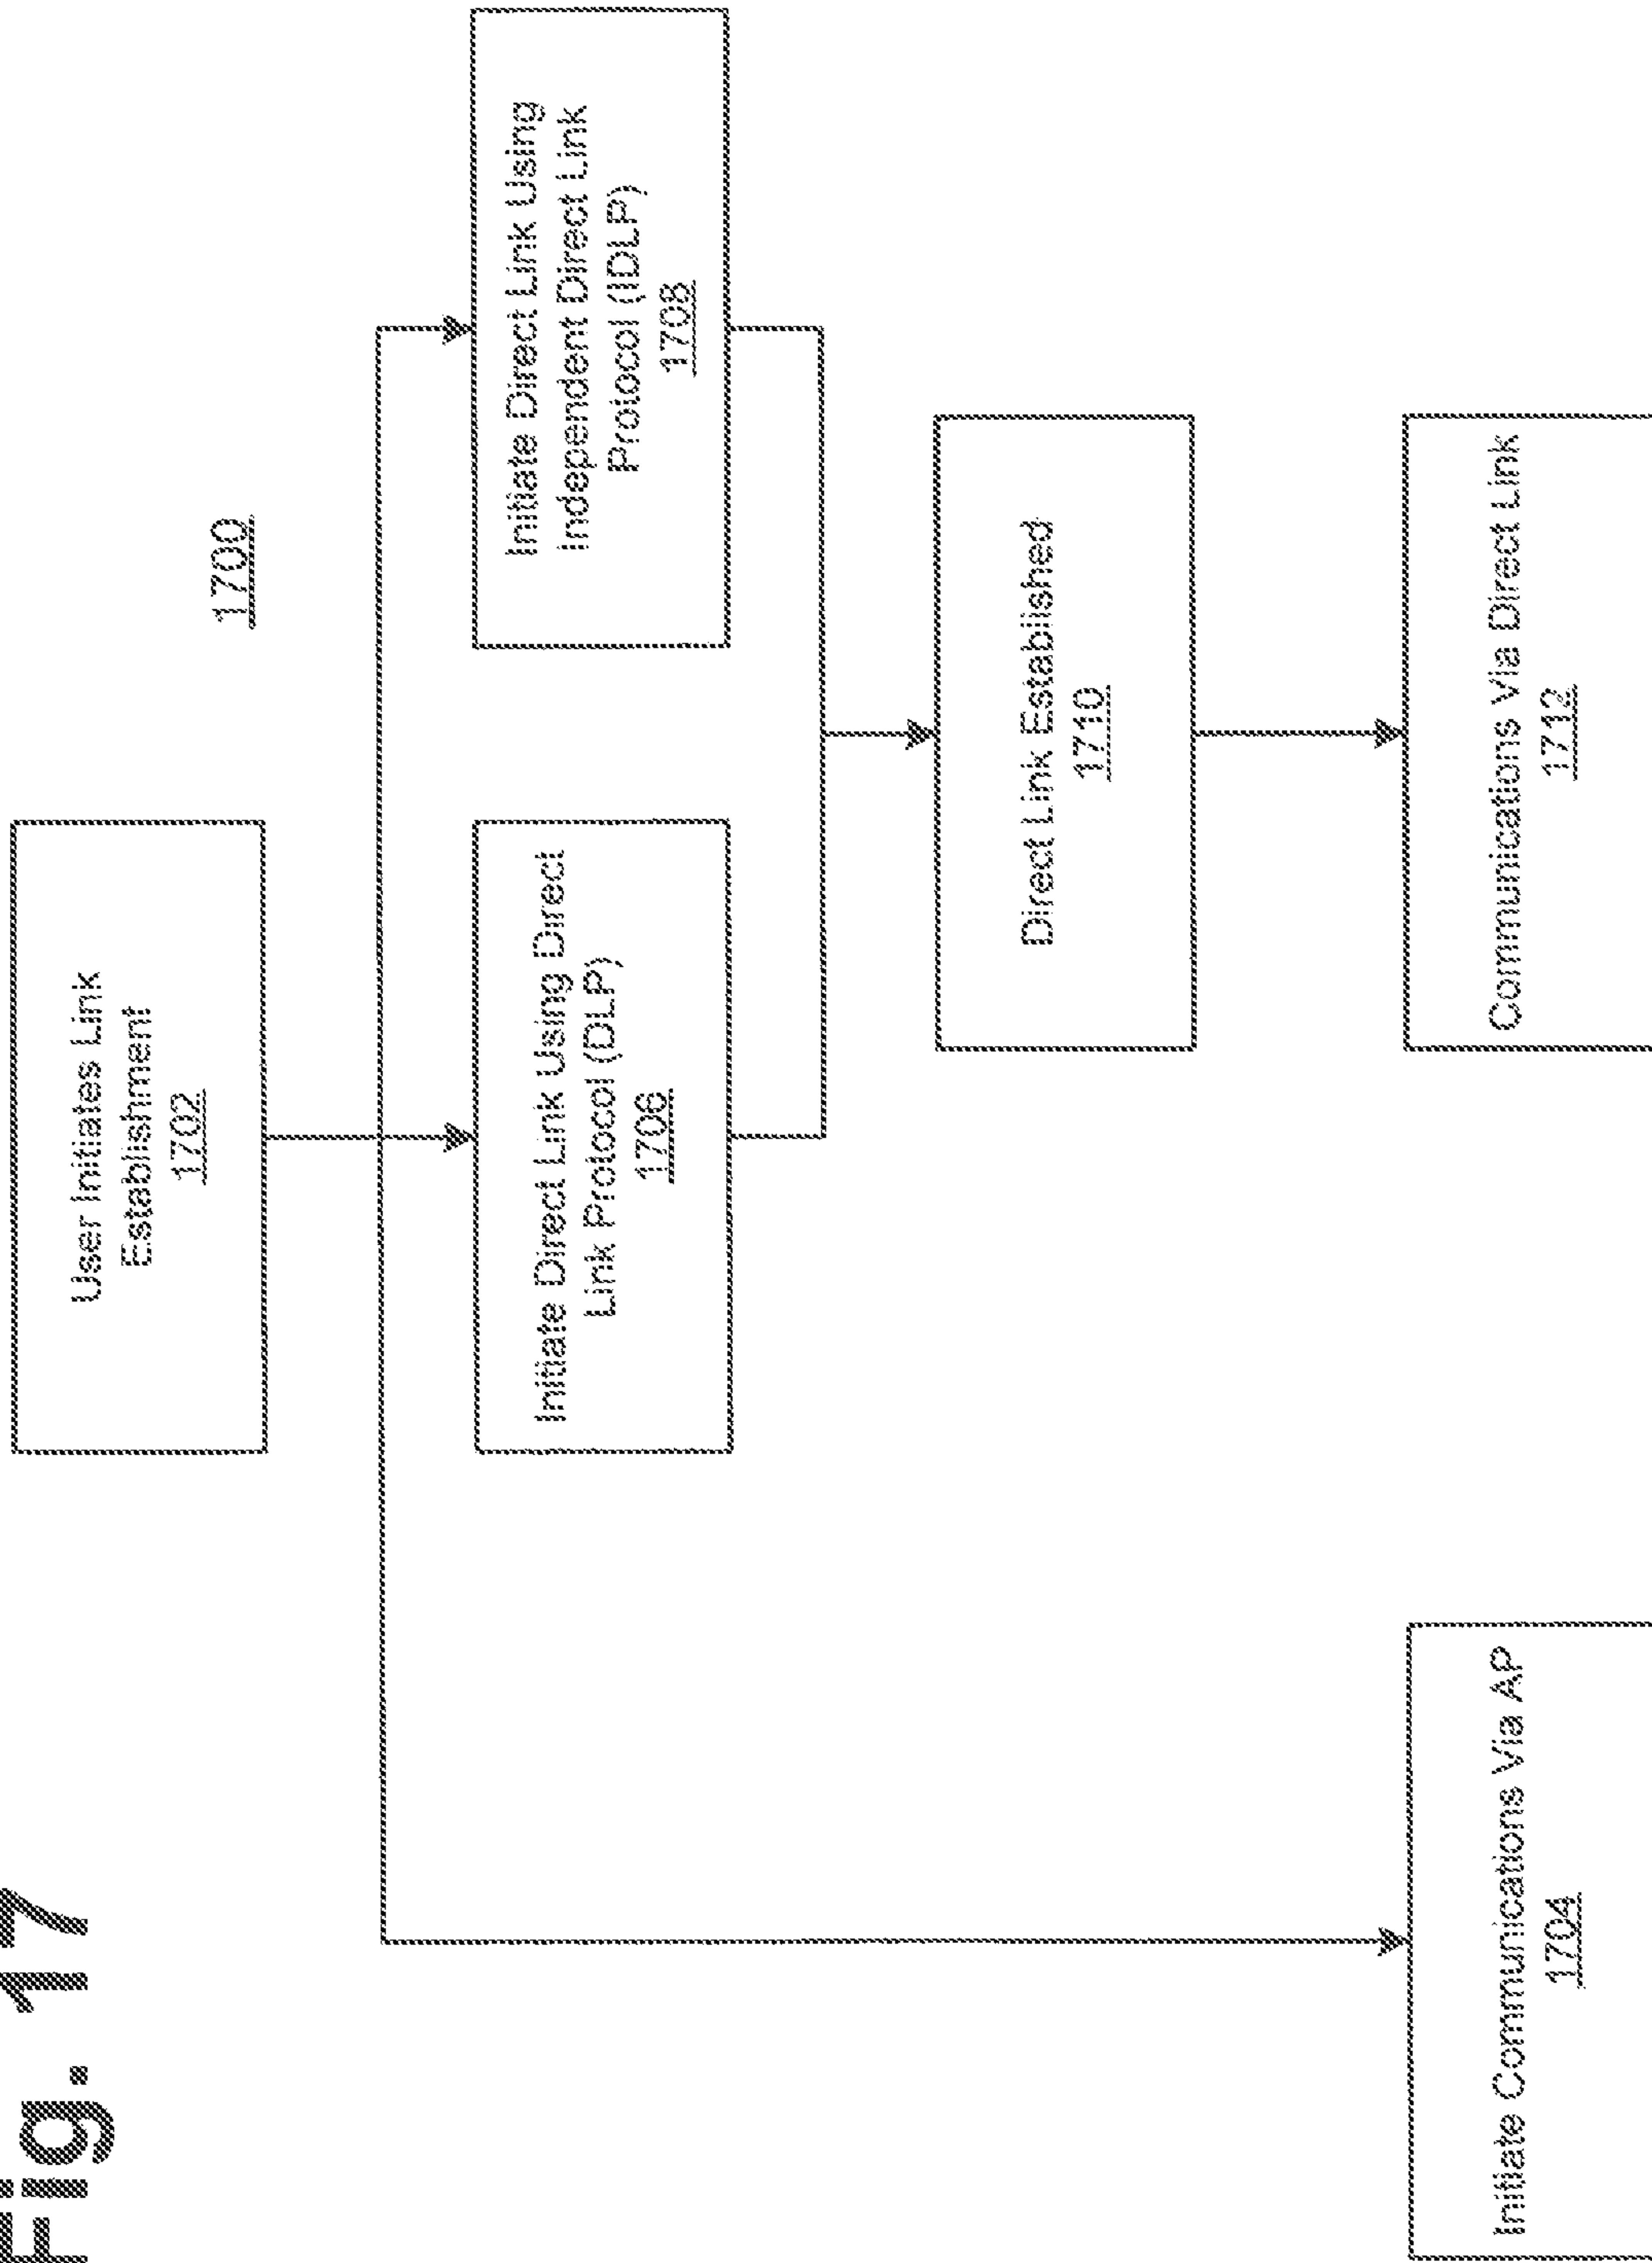 Fig. 17
1700
User Initiates Link
Establishment
1702
Initiate Direct Link Using Direct
Link Protocol (DLP)
1706
Initiate Direct Link Using
Independent Direct Link
Protocol (IDLP)
1708
Direct Link Established
1710
Initiate Communications Via AP
1704
Communications Via Direct Link
1712